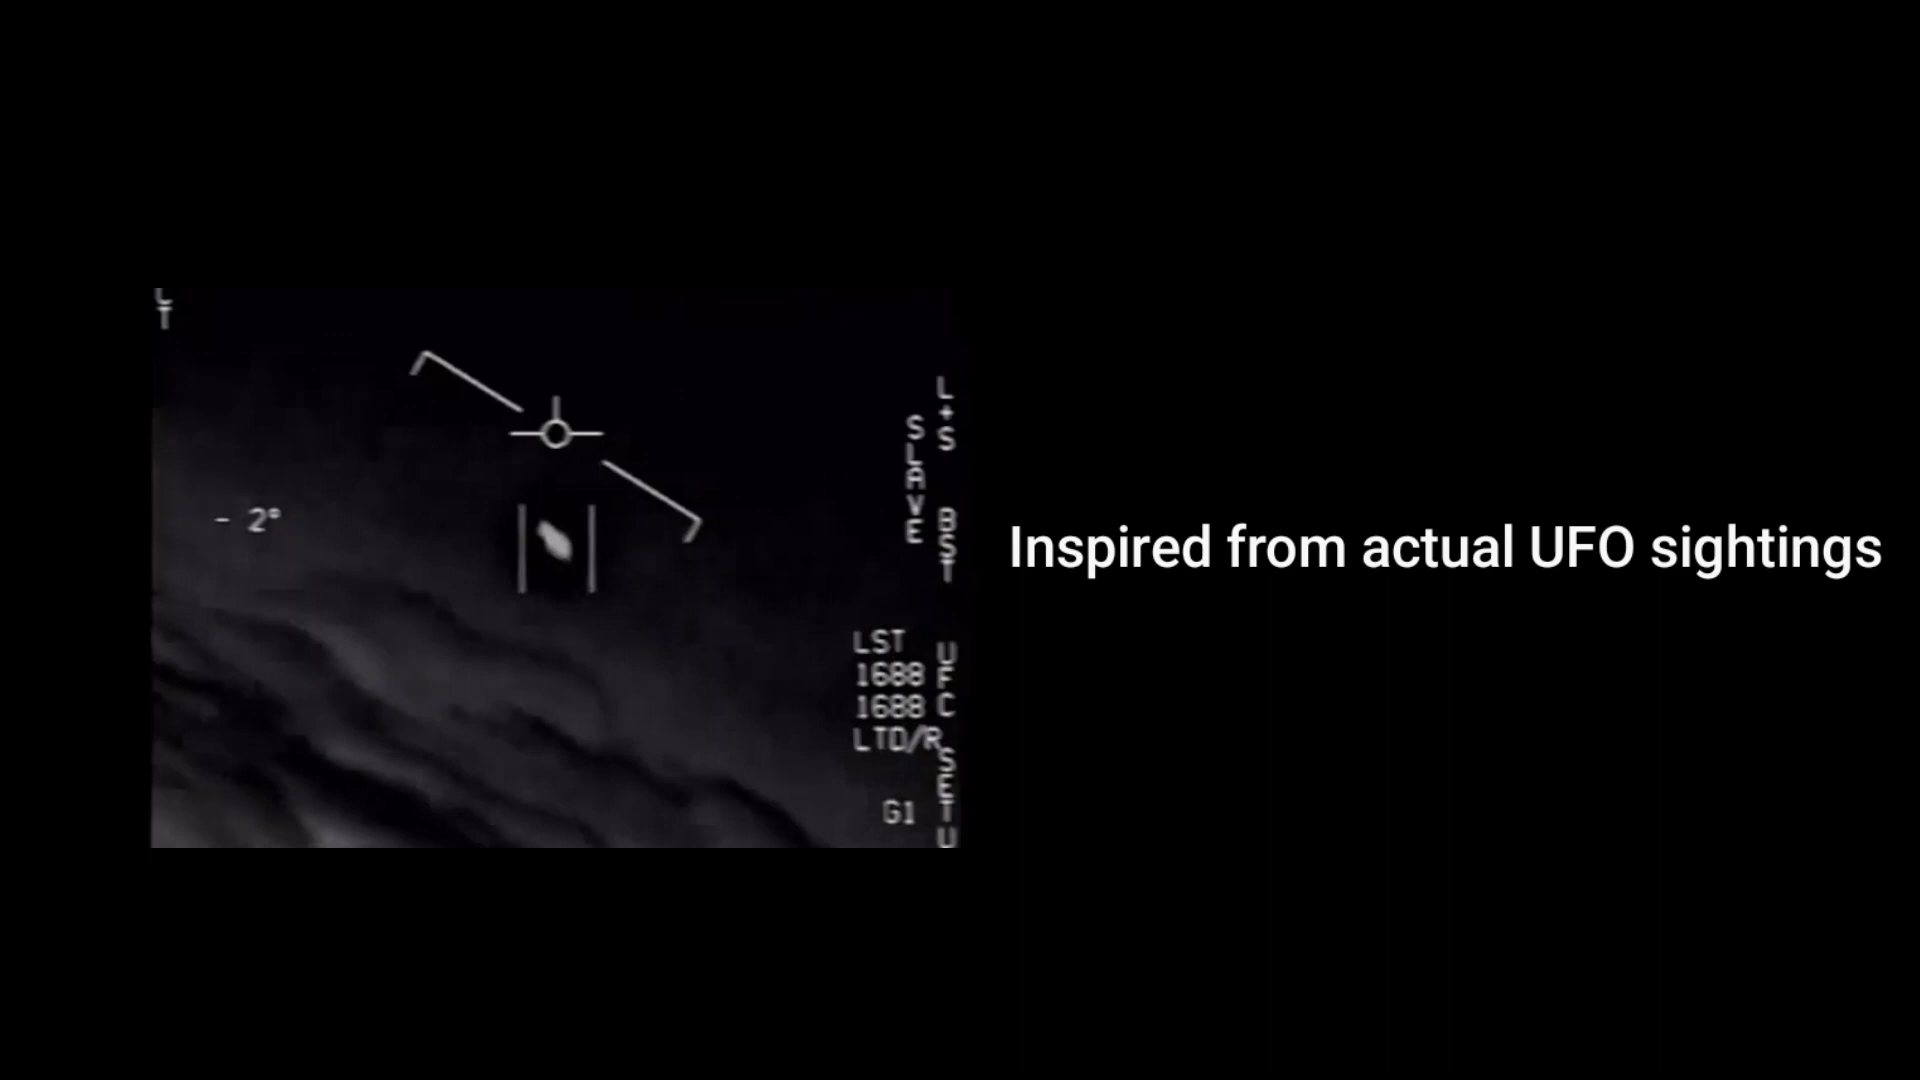 L
T
- 2°
L+S
SLAVE
BST
Inspired from actual UFO sightings
LST
1688
1688
LTD/R
UFC
SETU
G1